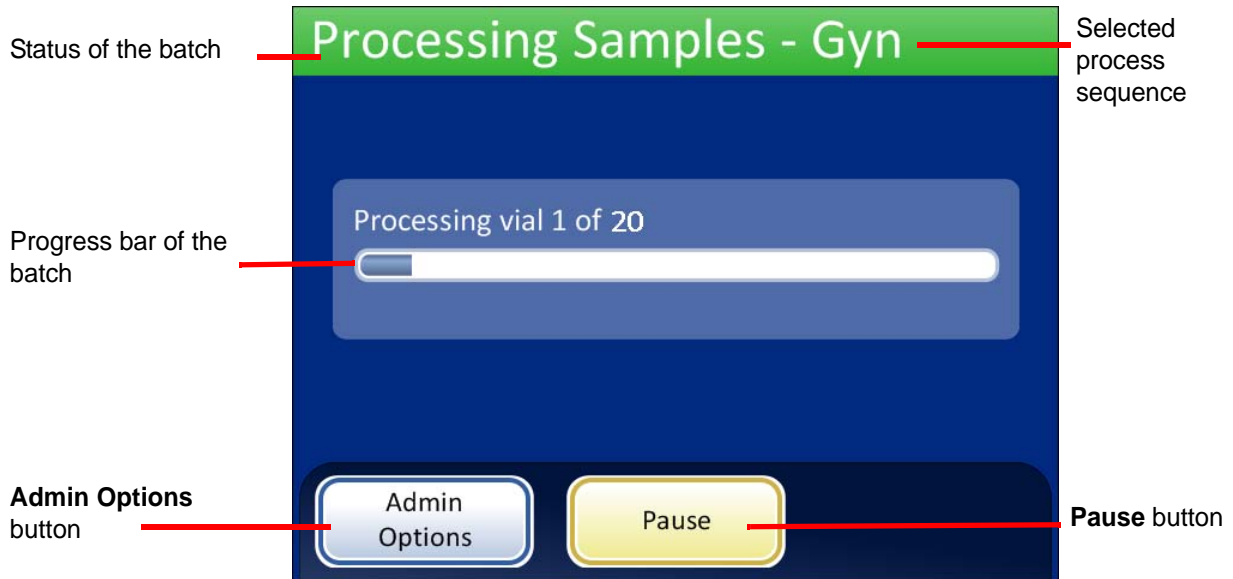 Status of the batch
Processing Samples - Gyn
Selected
process
sequence
Processing vial 1 of 20
Progress bar of the
batch
Admin Options
button
Admin
Options
Pause
Pause button